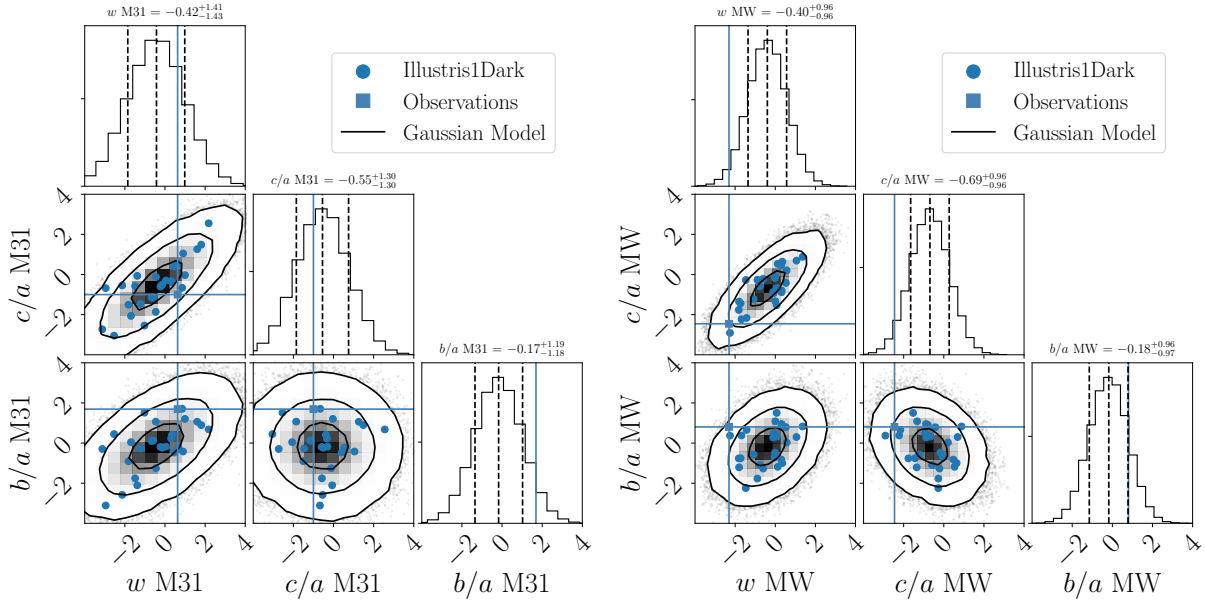 w M31 = −0.42+1.41 −1.43
Illustris1Dark
Observations
Gaussian Model
c/a M31 = −0.55+1.30 −1.30
4
2
0
−2
c/a M31
b/a M31 = −0.17+1.19 −1.18
4
2
0
−2
b/a M31
−2 0 2 4
−2 0 2 4
−2 0 2 4
w M31
c/a M31
b/a M31
w MW = −0.40+0.96 −0.96
Illustris1Dark
Observations
Gaussian Model
c/a MW = −0.69+0.96 −0.96
4
2
0
−2
c/a MW
b/a MW = −0.18+0.96 −0.97
4
2
0
−2
b/a MW
−2 0 2 4
−2 0 2 4
−2 0 2 4
w MW
c/a MW
b/a MW